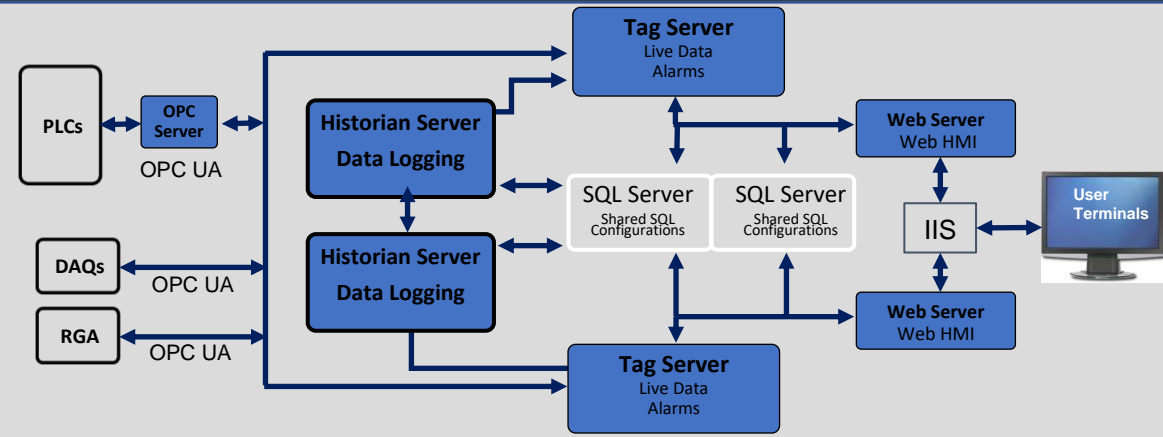 Tag Server
Live Data
Alarms
PLCs
OPC
Server
OPC UA
Historian Server
Data Logging
Web Server
Web HMI
SQL Server
Shared SQL
Configurations
SQL Server
Shared SQL
Configurations
User
Terminals
IIS
DAQs
OPC UA
Historian Server
Data Logging
RGA
OPC UA
Web Server
Web HMI
Tag Server
Live Data
Alarms